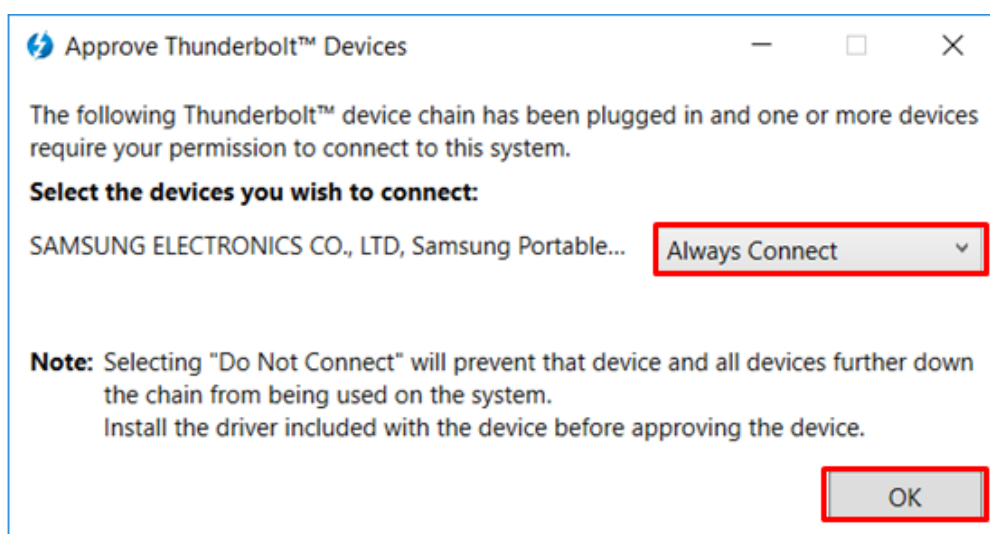 Approve Thunderbolt™ Devices
The following Thunderbolt™ device chain has been plugged in and one or more devices
require your permission to connect to this system.
Select the devices you wish to connect:
SAMSUNG ELECTRONICS CO., LTD, Samsung Portable... Always Connect
Note: Selecting "Do Not Connect" will prevent that device and all devices further down
the chain from being used on the system.
Install the driver included with the device before approving the device.
OK